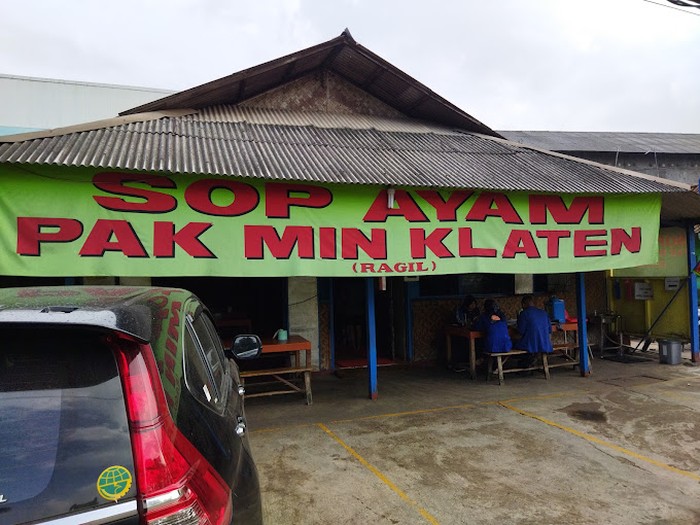 SOP AYAM
PAK MIN KLATEN
(RAGIL)